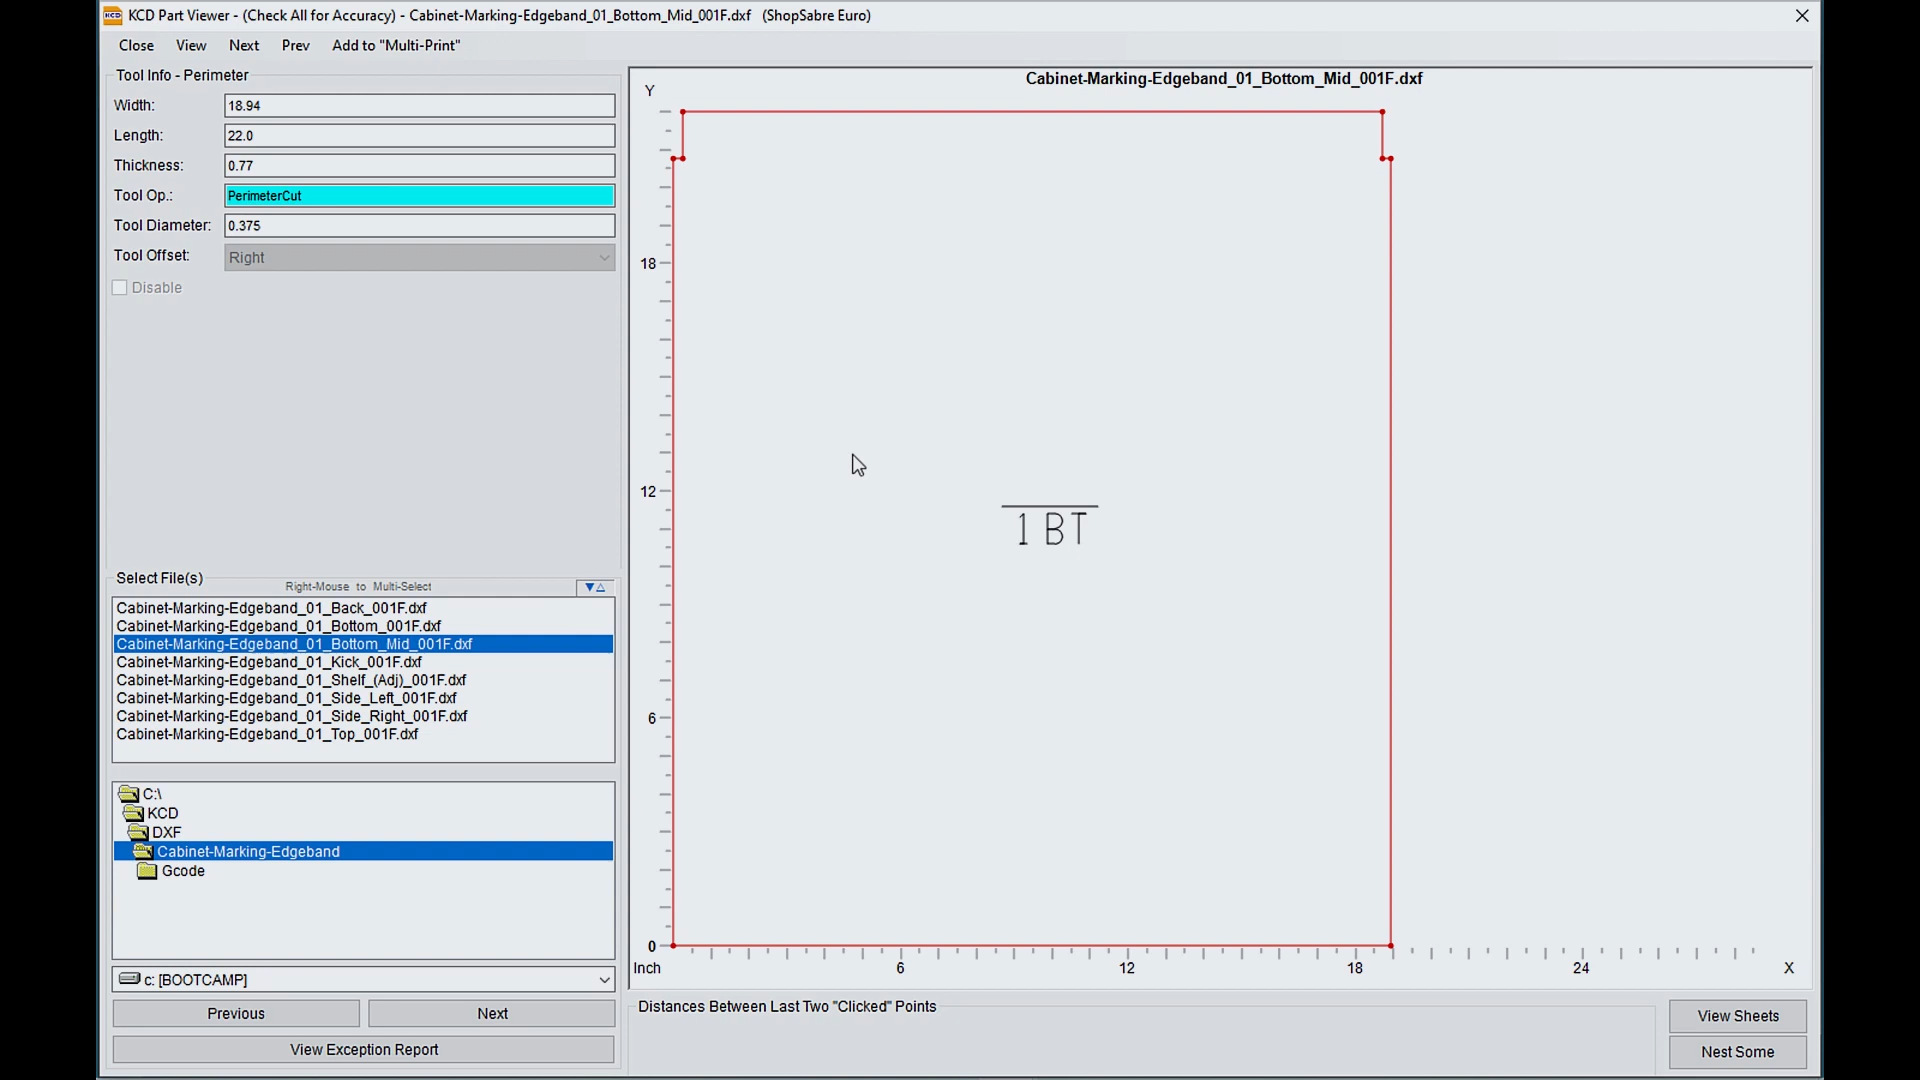 KCD KCD Part Viewer - (Check All for Accuracy) - Cabinet-Marking-Edgeband_01_Bottom_Mid_001F.dxf (ShopSabre Euro)
Close View Next Prev Add to "Multi-Print"
Tool Info - Perimeter
Width: 18.94
Length: 22.0
Thickness: 0.77
Tool Op.: PerimeterCut
Tool Diameter: 0.375
Tool Offset: Right
Disable
Select File(s) Right-Mouse to Multi-Select
Cabinet-Marking-Edgeband_01_Back_001F.dxf
Cabinet-Marking-Edgeband_01_Bottom_001F.dxf
Cabinet-Marking-Edgeband_01_Bottom_Mid_001F.dxf
Cabinet-Marking-Edgeband_01_Kick_001F.dxf
Cabinet-Marking-Edgeband_01_Shelf_(Adj)_001F.dxf
Cabinet-Marking-Edgeband_01_Side_Left_001F.dxf
Cabinet-Marking-Edgeband_01_Side_Right_001F.dxf
Cabinet-Marking-Edgeband_01_Top_001F.dxf
C:\
KCD
DXF
Cabinet-Marking-Edgeband
Gcode
c: [BOOTCAMP]
Previous Next
View Exception Report
Cabinet-Marking-Edgeband_01_Bottom_Mid_001F.dxf
Y
18
12
1 BT
6
0
Inch 6 12 18 24 X
Distances Between Last Two "Clicked" Points
View Sheets
Nest Some